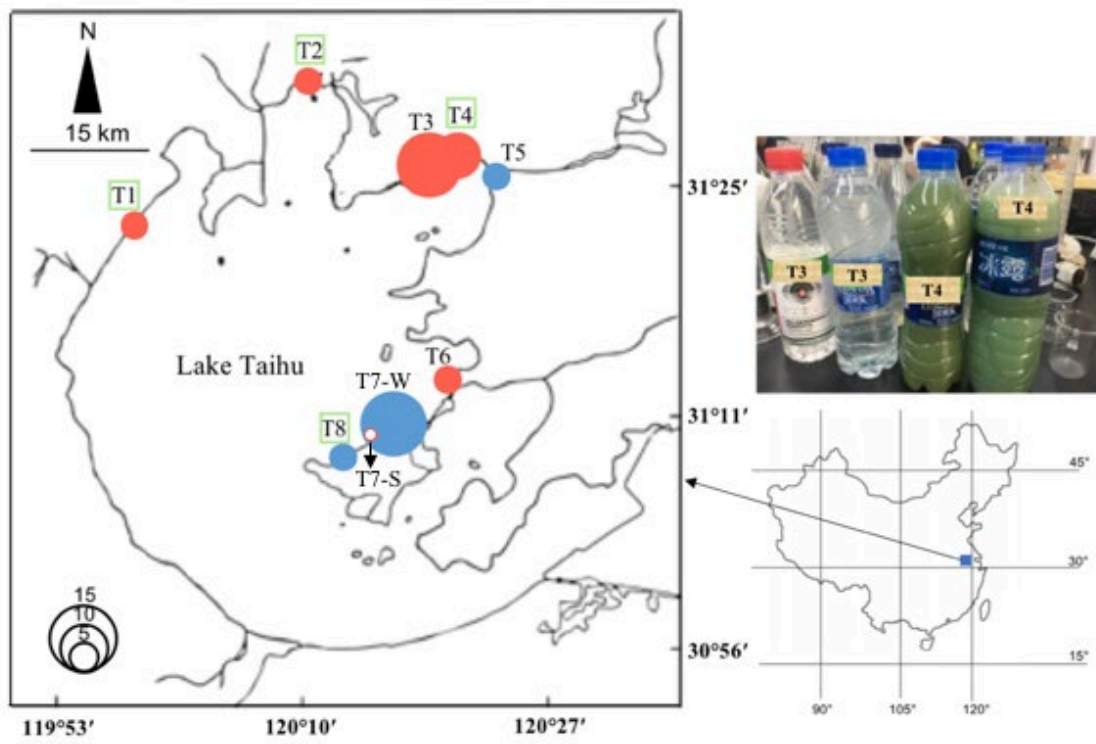 N
15 km
T1
T2
T3
T4
T5
T6
T7-W
T8
T7-S
Lake Taihu
15
10
5
31°25′
31°11′
30°56′
119°53′
120°10′
120°27′
T3
T3
T4
T4
冰露
45°
30°
15°
90°
105°
120°